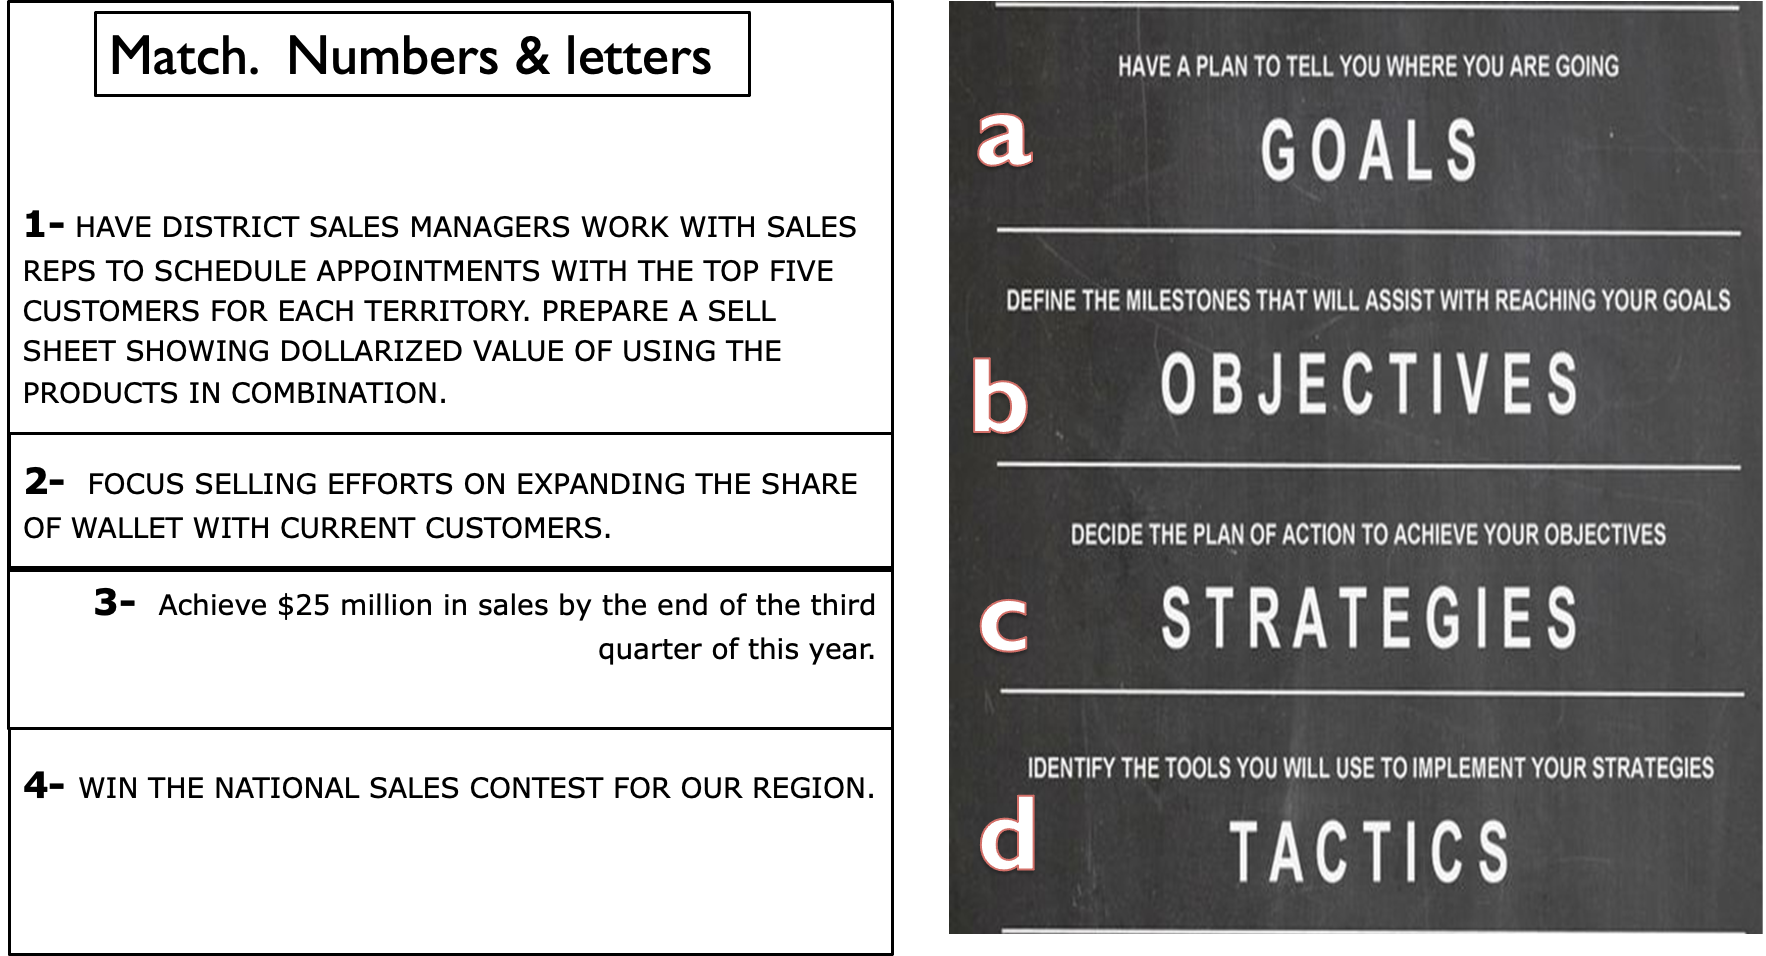 Match.  Numbers & letters
1- HAVE DISTRICT SALES MANAGERS WORK WITH SALES
REPS TO SCHEDULE APPOINTMENTS WITH THE TOP FIVE
CUSTOMERS FOR EACH TERRITORY. PREPARE A SELL
SHEET SHOWING DOLLARIZED VALUE OF USING THE
PRODUCTS IN COMBINATION.
2-  FOCUS SELLING EFFORTS ON EXPANDING THE SHARE
OF WALLET WITH CURRENT CUSTOMERS.
3-  Achieve $25 million in sales by the end of the third
quarter of this year.
4- WIN THE NATIONAL SALES CONTEST FOR OUR REGION.
HAVE A PLAN TO TELL YOU WHERE YOU ARE GOING
a GOALS
DEFINE THE MILESTONES THAT WILL ASSIST WITH REACHING YOUR GOALS
b OBJECTIVES
DECIDE THE PLAN OF ACTION TO ACHIEVE YOUR OBJECTIVES
c STRATEGIES
IDENTIFY THE TOOLS YOU WILL USE TO IMPLEMENT YOUR STRATEGIES
d TACTICS